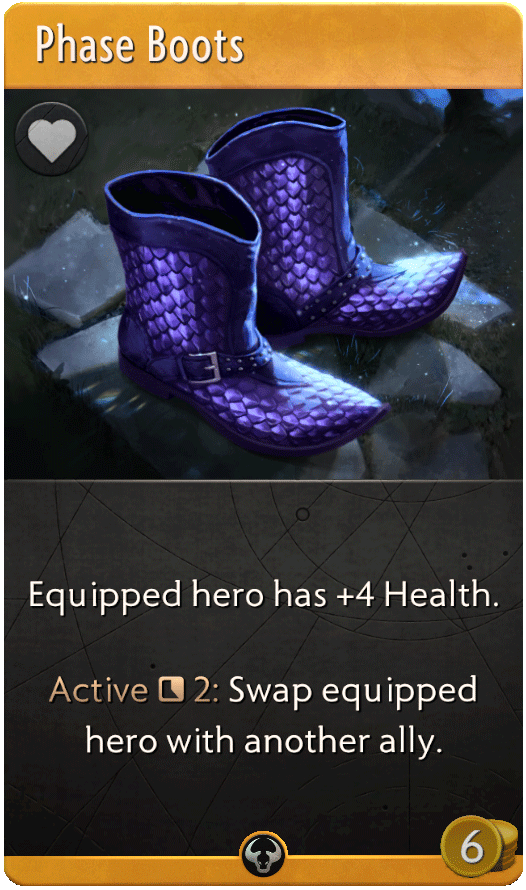 Phase Boots
Equipped hero has +4 Health.
Active 2: Swap equipped
hero with another ally.
6